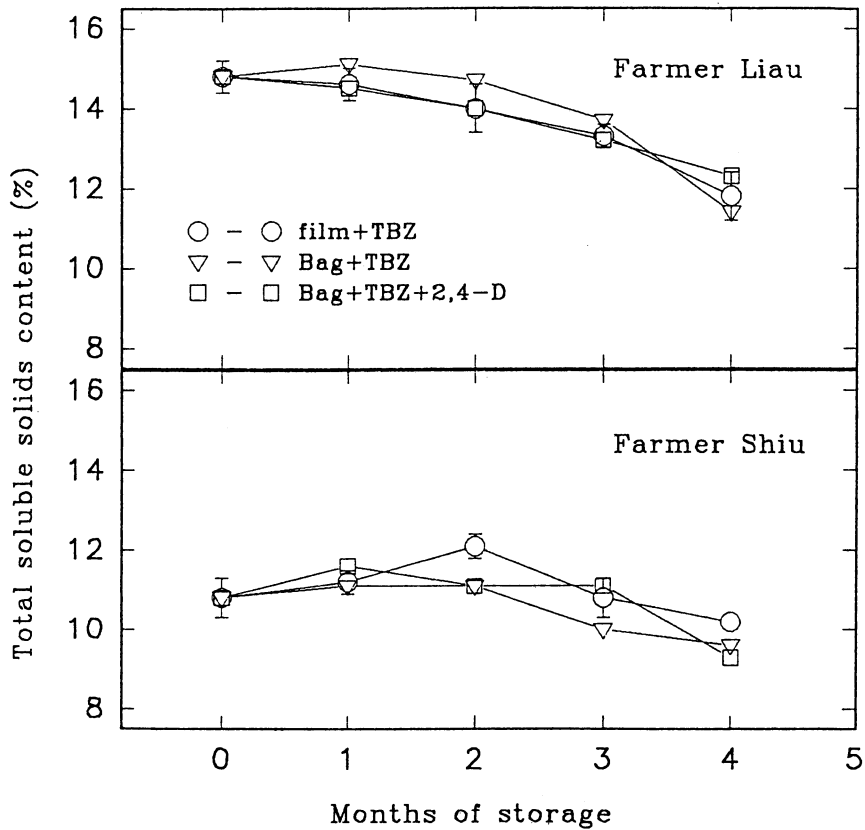 Total soluble solids content (%)
16
14
12
10
8
Farmer Liau
film+TBZ
Bag+TBZ
Bag+TBZ+2,4-D
16
14
12
10
8
Farmer Shiu
0 1 2 3 4 5
Months of storage